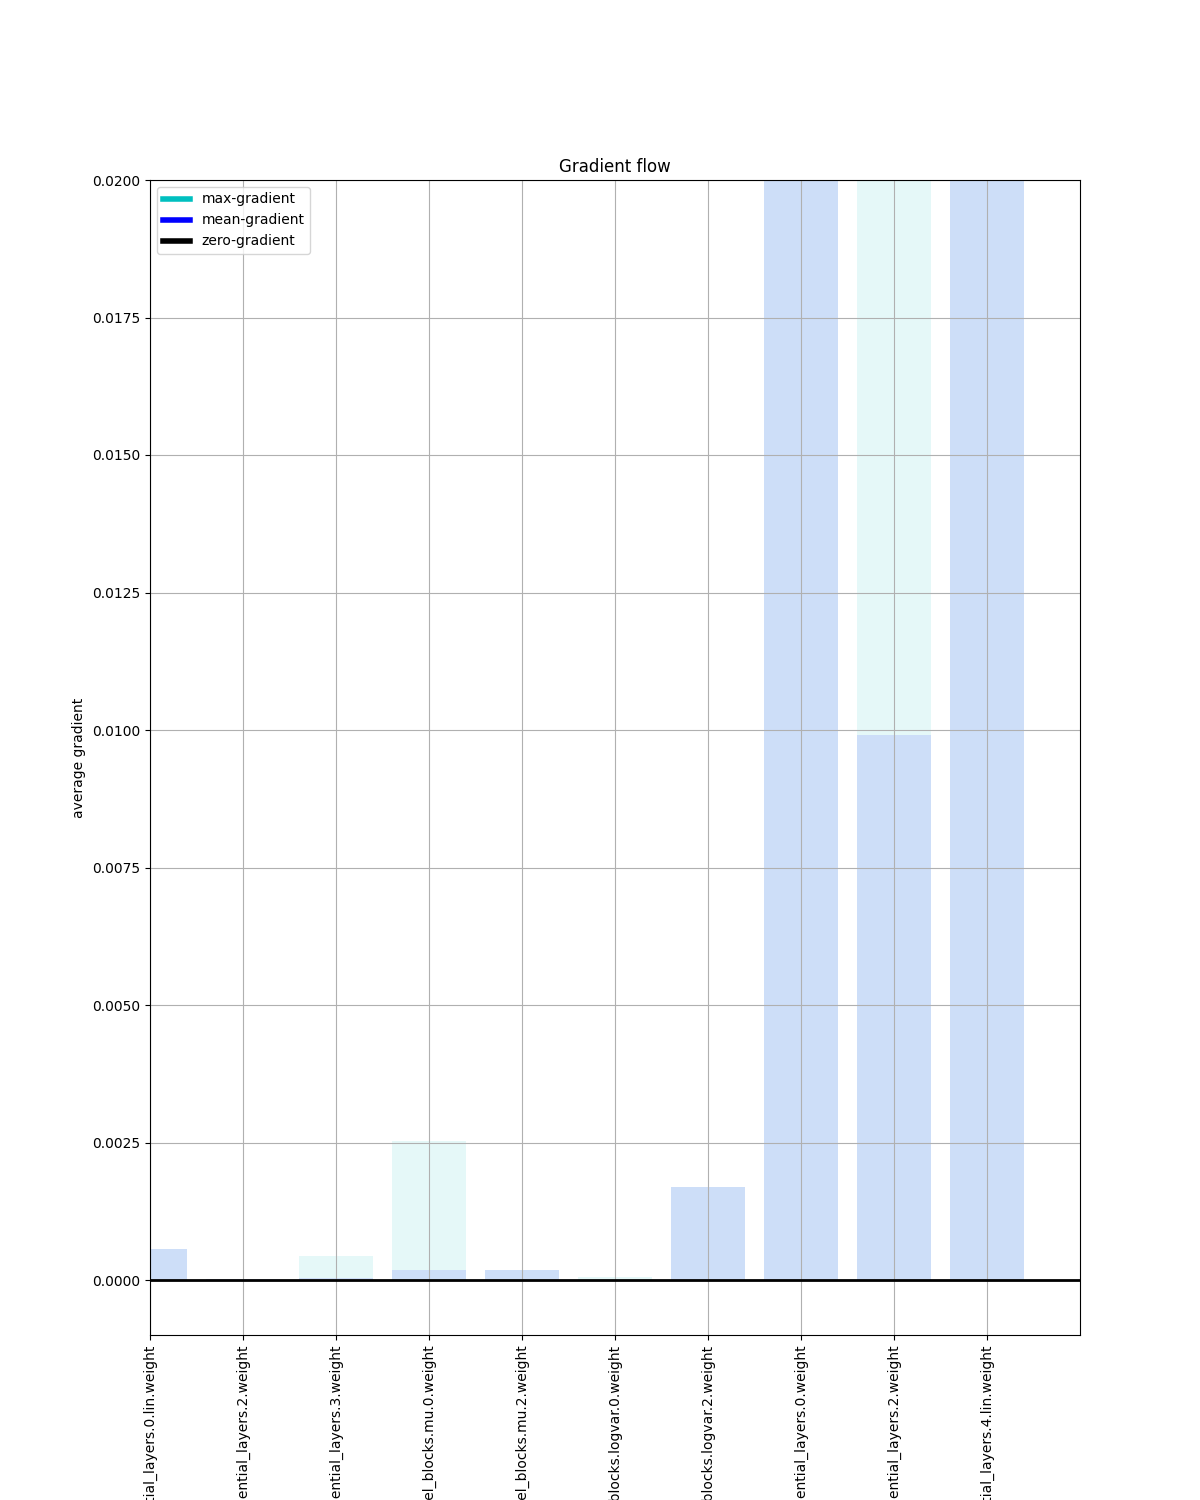 Gradient flow
max-gradient
mean-gradient
zero-gradient
0.0200
0.0175
0.0150
0.0125
0.0100
0.0075
0.0050
0.0025
0.0000
average gradient
tial_layers.0.lin.weight
ential_layers.2.weight
ential_layers.3.weight
el_blocks.mu.0.weight
el_blocks.mu.2.weight
blocks.logvar.0.weight
blocks.logvar.2.weight
ential_layers.0.weight
ential_layers.2.weight
tial_layers.4.lin.weight